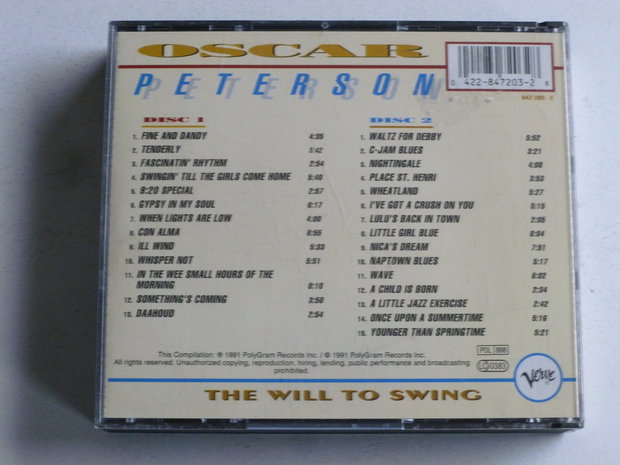 OSCAR
PETERSON
0 422-847203-2 8
847 203-2
DISC 1
1. FINE AND DANDY 4:35
2. TENDERLY 5:42
3. FASCINATIN' RHYTHM 2:54
4. SWINGIN' TILL THE GIRLS COME HOME 5:40
5. 9:20 SPECIAL 2:57
6. GYPSY IN MY SOUL 6:17
7. WHEN LIGHTS ARE LOW 4:00
8. CON ALMA 6:55
9. ILL WIND 5:33
10. WHISPER NOT 5:51
11. IN THE WEE SMALL HOURS OF THE
MORNING 6:10
12. SOMETHING'S COMING 3:50
13. DAAHOUD 2:54
DISC 2
1. WALTZ FOR DEBBY 5:52
2. C-JAM BLUES 3:21
3. NIGHTINGALE 4:08
4. PLACE ST. HENRI 3:53
5. WHEATLAND 5:27
6. I'VE GOT A CRUSH ON YOU 5:15
7. LULU'S BACK IN TOWN 2:05
8. LITTLE GIRL BLUE 6:04
9. NICA'S DREAM 7:51
10. NAPTOWN BLUES 5:17
11. WAVE 6:02
12. A CHILD IS BORN 2:34
13. A LITTLE JAZZ EXERCISE 2:42
14. ONCE UPON A SUMMERTIME 5:18
15. YOUNGER THAN SPRINGTIME 5:21
This Compilation: ℗ 1991 PolyGram Records Inc. / © 1991 PolyGram Records Inc.
All rights reserved. Unauthorized copying, reproduction, hiring, lending, public performance and broadcasting
prohibited.
POL 898
LC 0383
Verve
THE WILL TO SWING